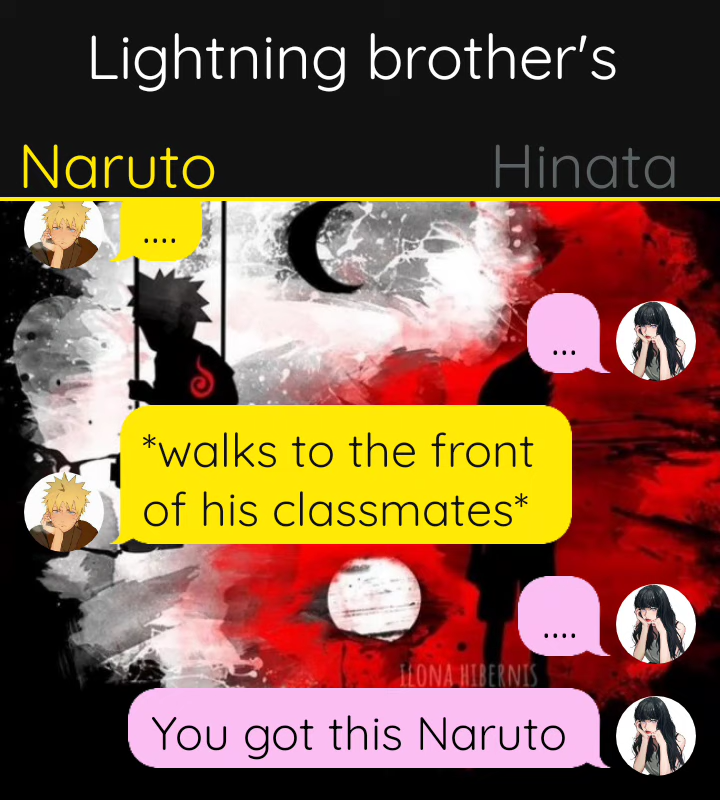 Lightning brother's
Naruto
Hinata
....
...
*walks to the front
of his classmates*
....
ILONA HIBERNIS
You got this Naruto